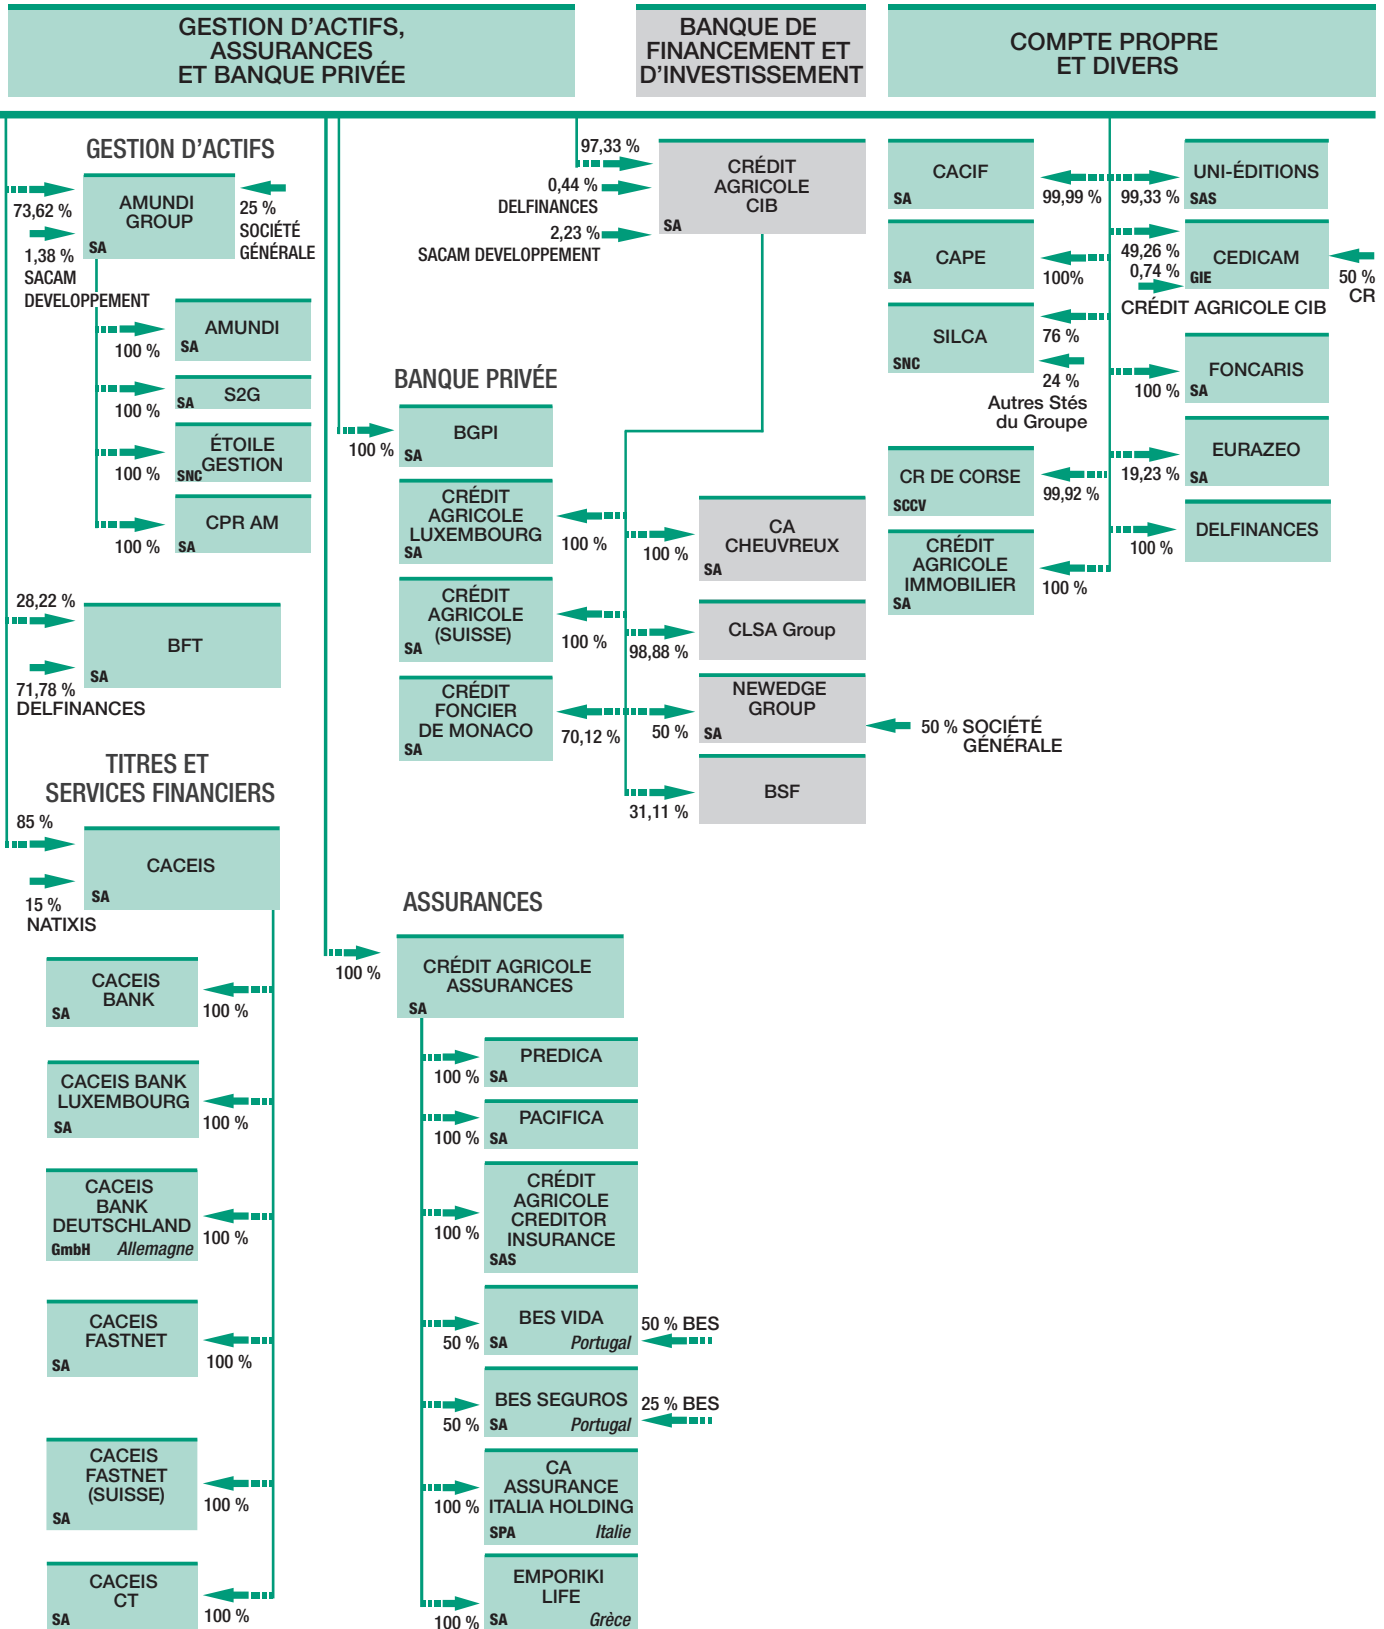 GESTION D'ACTIFS,
ASSURANCES
ET BANQUE PRIVÉE
BANQUE DE
FINANCEMENT ET
D'INVESTISSEMENT
COMPTE PROPRE
ET DIVERS
GESTION D'ACTIFS
73,62 %
AMUNDI
GROUP
SA
25 %
SOCIÉTÉ
GÉNÉRALE
1,38 %
SACAM
DEVELOPPEMENT
100 %
AMUNDI
SA
100 %
S2G
SA
100 %
ÉTOILE
GESTION
SNC
100 %
CPR AM
SA
28,22 %
BFT
SA
71,78 %
DELFINANCES
TITRES ET
SERVICES FINANCIERS
85 %
CACEIS
SA
15 %
NATIXIS
CACEIS
BANK
SA
100 %
CACEIS BANK
LUXEMBOURG
SA
100 %
CACEIS
BANK
DEUTSCHLAND
GmbH Allemagne
100 %
CACEIS
FASTNET
SA
100 %
CACEIS
FASTNET
(SUISSE)
SA
100 %
CACEIS
CT
SA
100 %
BANQUE PRIVÉE
100 %
BGPI
SA
CRÉDIT
AGRICOLE
LUXEMBOURG
SA
100 %
CRÉDIT
AGRICOLE
(SUISSE)
SA
100 %
CRÉDIT
FONCIER
DE MONACO
SA
70,12 %
ASSURANCES
100 %
CRÉDIT AGRICOLE
ASSURANCES
SA
100 %
PREDICA
SA
100 %
PACIFICA
SA
100 %
CRÉDIT
AGRICOLE
CREDITOR
INSURANCE
SAS
50 %
BES VIDA
SA Portugal
50 % BES
50 %
BES SEGUROS
SA Portugal
25 % BES
100 %
CA
ASSURANCE
ITALIA HOLDING
SPA Italie
100 %
EMPORIKI
LIFE
SA Grèce
97,33 %
0,44 %
DELFINANCES
2,23 %
SACAM DEVELOPPEMENT
CRÉDIT
AGRICOLE
CIB
SA
100 %
CA
CHEUVREUX
SA
98,88 %
CLSA Group
50 %
NEWEDGE
GROUP
SA
50 % SOCIÉTÉ
GÉNÉRALE
31,11 %
BSF
CACIF
SA
99,99 %
CAPE
SA
100%
SILCA
SNC
76 %
24 %
Autres Stés
du Groupe
CR DE CORSE
SCCV
99,92 %
CRÉDIT
AGRICOLE
IMMOBILIER
SA
100 %
99,33 %
UNI-ÉDITIONS
SAS
49,26 %
0,74 %
CRÉDIT AGRICOLE CIB
CEDICAM
GIE
50 %
CR
100 %
FONCARIS
SA
19,23 %
EURAZEO
SA
100 %
DELFINANCES